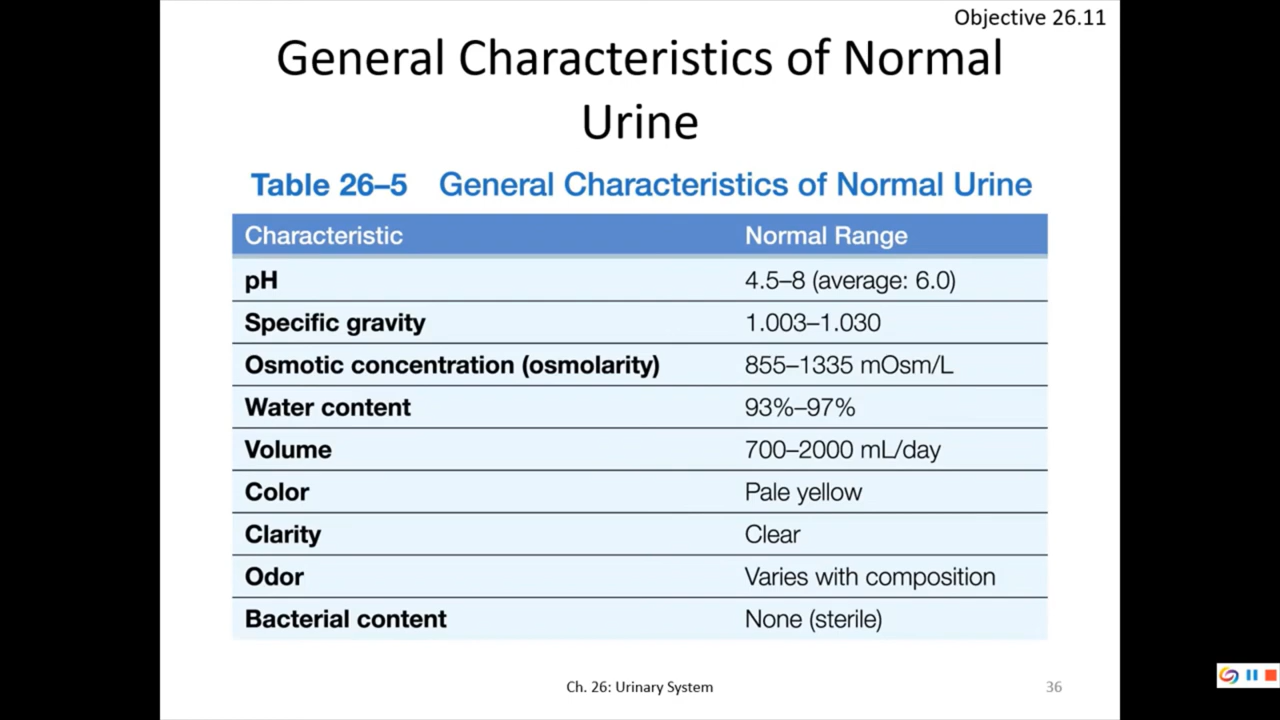 Objective 26.11
General Characteristics of Normal
Urine
Table 26–5 General Characteristics of Normal Urine
Characteristic Normal Range
pH 4.5–8 (average: 6.0)
Specific gravity 1.003–1.030
Osmotic concentration (osmolarity) 855–1335 mOsm/L
Water content 93%–97%
Volume 700–2000 mL/day
Color Pale yellow
Clarity Clear
Odor Varies with composition
Bacterial content None (sterile)
Ch. 26: Urinary System 36